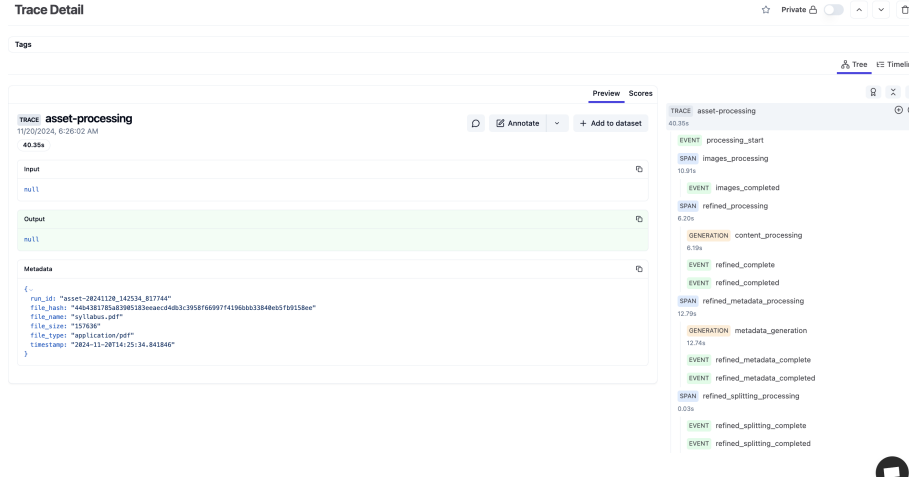 Trace Detail
Private
Tags
Tree
Timelin
Preview
Scores
TRACE asset-processing
11/20/2024, 6:26:02 AM
40.35s
Annotate
+ Add to dataset
Input
null
Output
null
Metadata
{
run_id: "asset-20241120_142534_817744"
file_hash: "44b4381785a83905183eeaecd4db3c3958f66997f4196bbb33840eb5fb9158ee"
file_name: "syllabus.pdf"
file_size: "157636"
file_type: "application/pdf"
timestamp: "2024-11-20T14:25:34.841846"
}
TRACE asset-processing
40.35s
EVENT processing_start
SPAN images_processing
10.91s
EVENT images_completed
SPAN refined_processing
6.20s
GENERATION content_processing
6.19s
EVENT refined_complete
EVENT refined_completed
SPAN refined_metadata_processing
12.79s
GENERATION metadata_generation
12.74s
EVENT refined_metadata_complete
EVENT refined_metadata_completed
SPAN refined_splitting_processing
0.03s
EVENT refined_splitting_complete
EVENT refined_splitting_completed